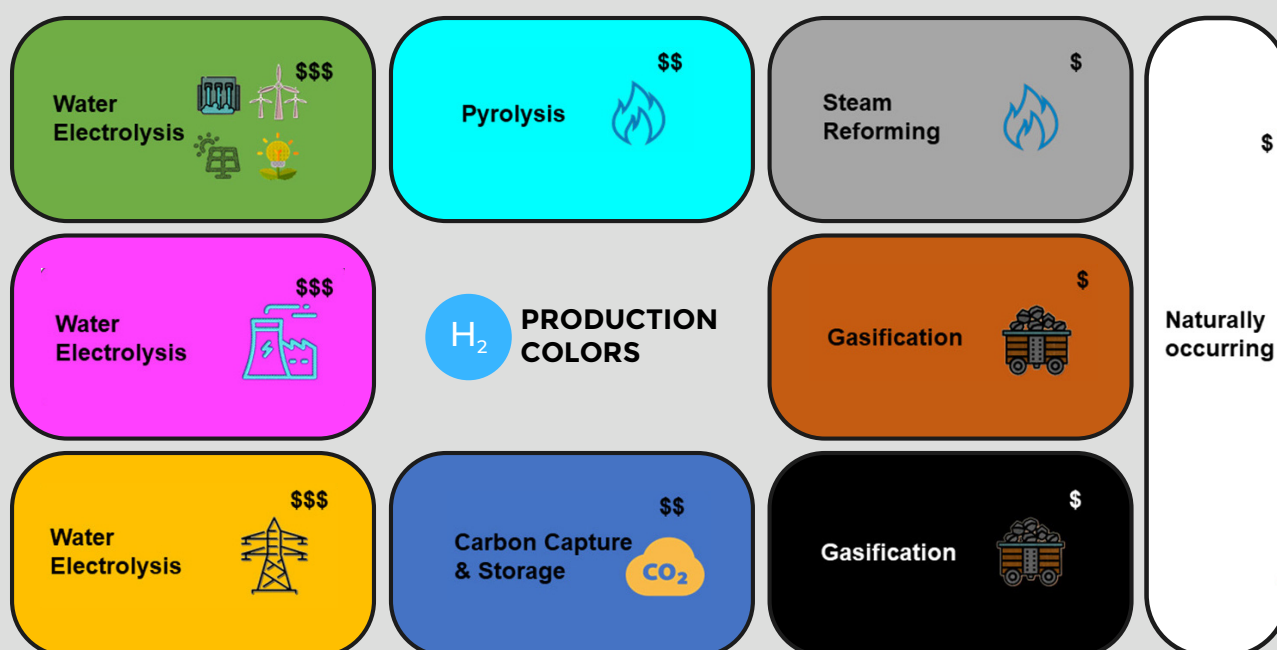 $$$
Water
Electrolysis
$$
Pyrolysis
$
Steam
Reforming
$
Naturally
occurring
$$$
Water
Electrolysis
H₂
PRODUCTION
COLORS
$
Gasification
$$$
Water
Electrolysis
$$
Carbon Capture
& Storage
CO₂
$
Gasification